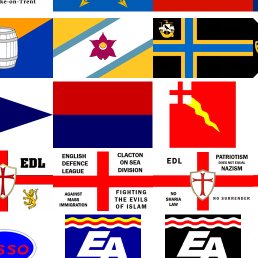 ke-on-Trent
EDL
ENGLISH
DEFENCE
LEAGUE
CLACTON
ON SEA
DIVISION
AGAINST
MASS
IMMIGRATION
FIGHTING
THE EVILS
OF ISLAM
EDL
PATRIOTISM
DOES NOT EQUAL
NAZISM
NO
SHARIA
LAW
NO SURRENDER
SSO
EA
EA